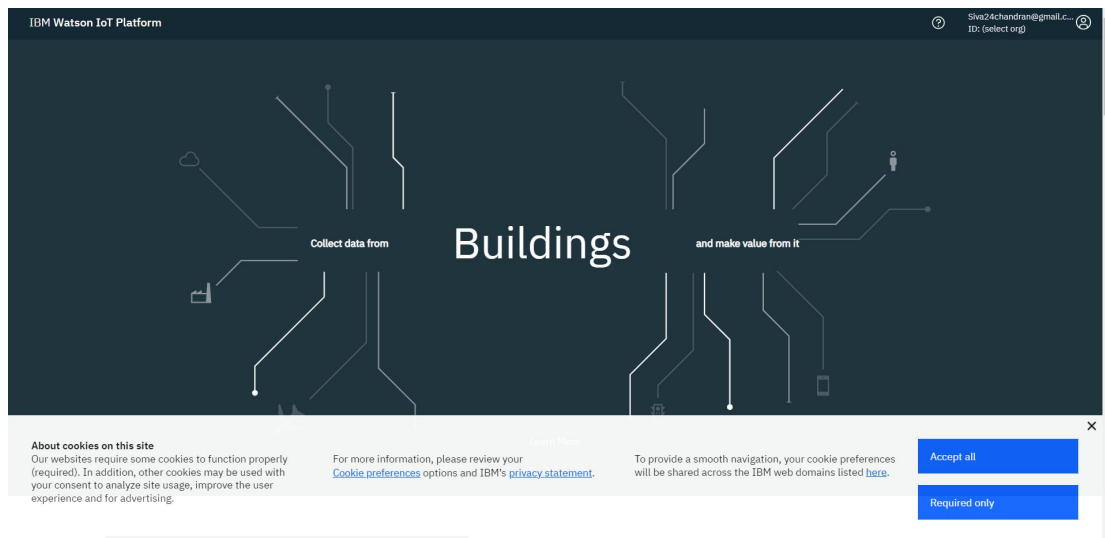 IBM Watson IoT Platform
Siva24chandran@gmail.c...
ID: (select org)
Collect data from
Buildings
and make value from it
Learn More
About cookies on this site
Our websites require some cookies to function properly
(required). In addition, other cookies may be used with
your consent to analyze site usage, improve the user
experience and for advertising.
For more information, please review your
Cookie preferences options and IBM's privacy statement.
To provide a smooth navigation, your cookie preferences
will be shared across the IBM web domains listed here.
Accept all
Required only